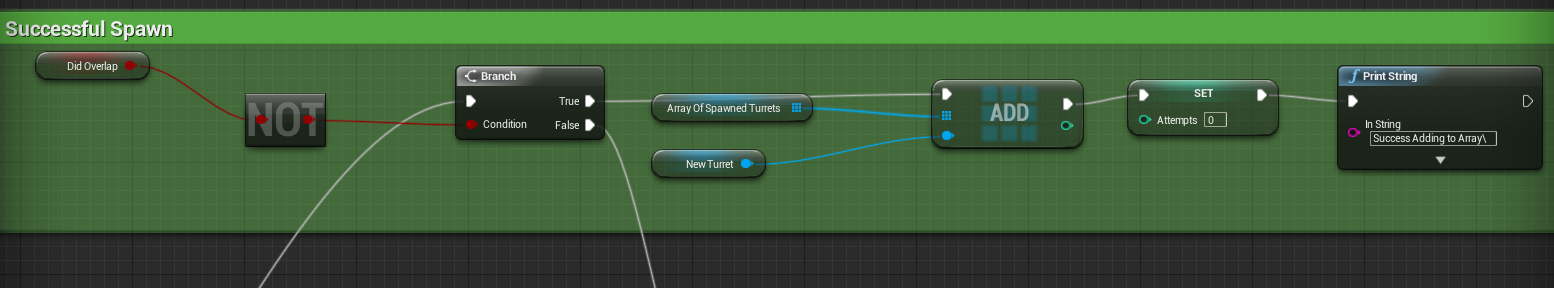 Successful Spawn
Did Overlap
NOT
Branch
True
Condition
False
Array Of Spawned Turrets
New Turret
ADD
SET
Attempts 0
f Print String
In String
Success Adding to Array\